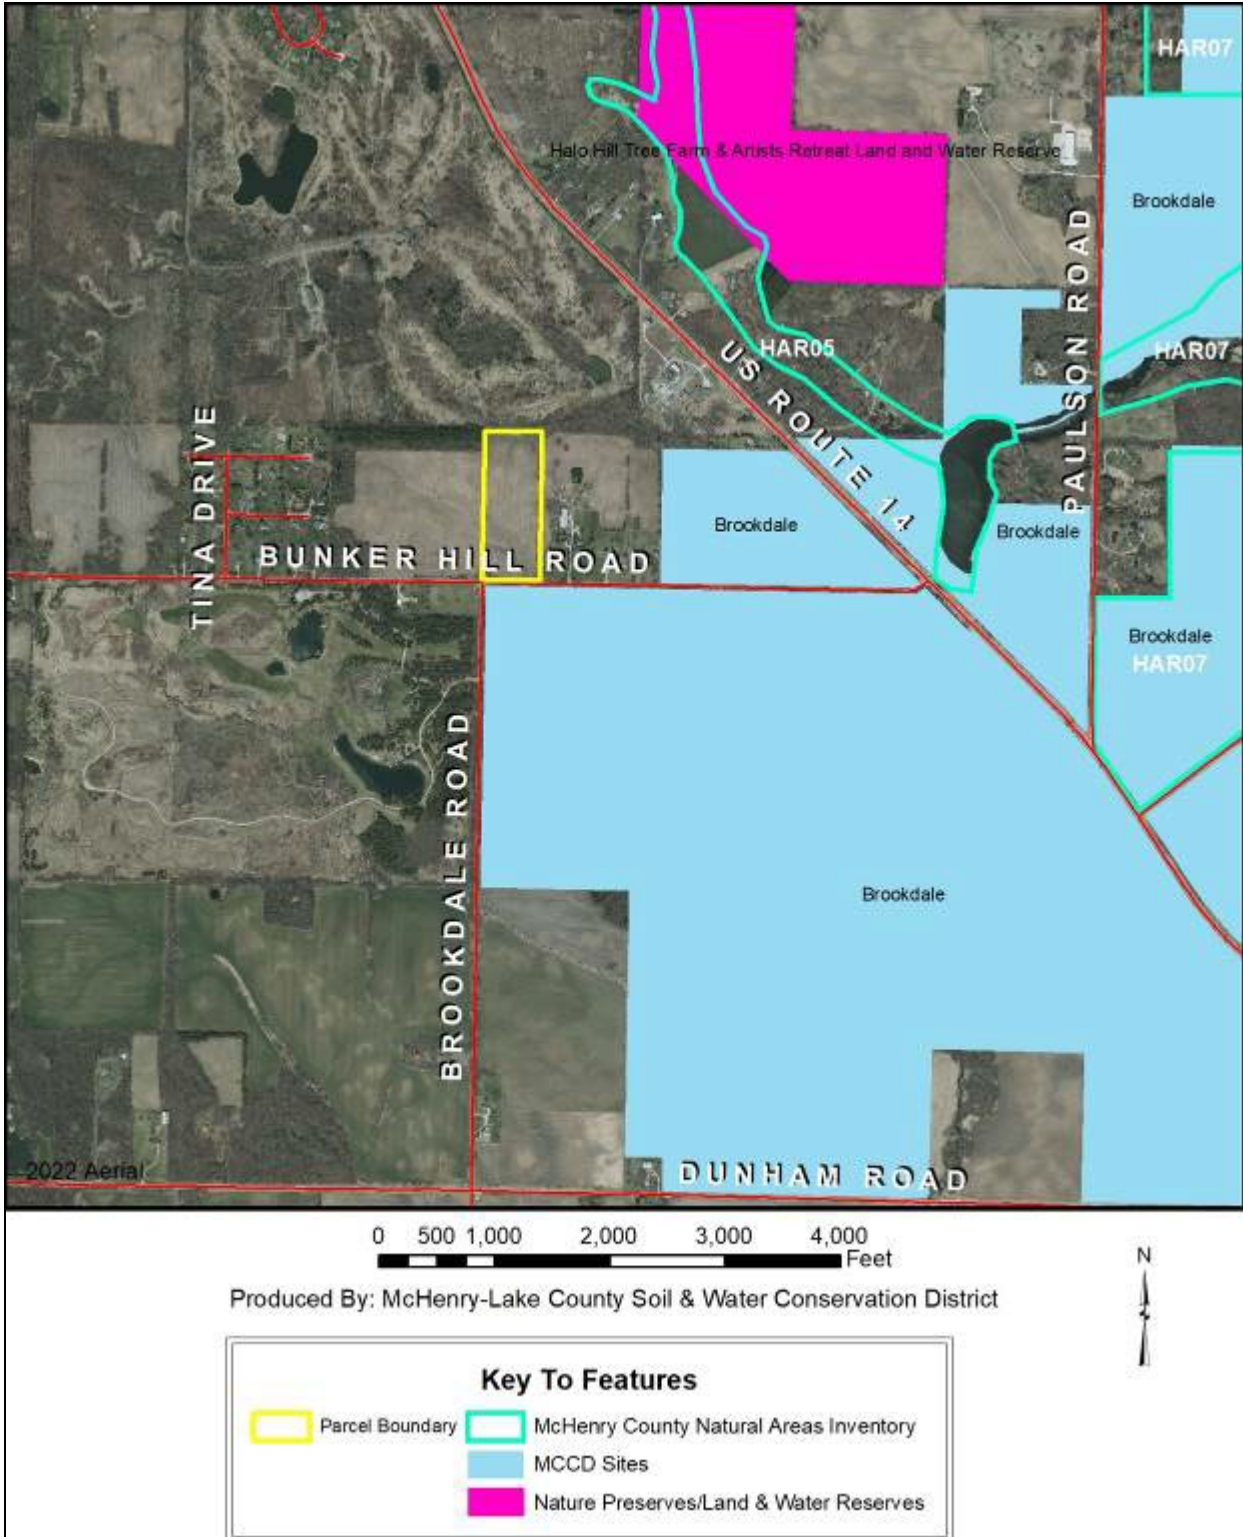 HAR07
Halo Hill Tree Farm & Artists Retreat Land and Water Reserve
Brookdale
PAULSON ROAD
HAR05
HAR07
US ROUTE 14
TINA DRIVE
Brookdale
Brookdale
BUNKER HILL ROAD
Brookdale
HAR07
BROOKDALE ROAD
Brookdale
2022 Aerial
DUNHAM ROAD
0 500 1,000 2,000 3,000 4,000
Feet
N
Produced By: McHenry-Lake County Soil & Water Conservation District
Key To Features
Parcel Boundary
McHenry County Natural Areas Inventory
MCCD Sites
Nature Preserves/Land & Water Reserves